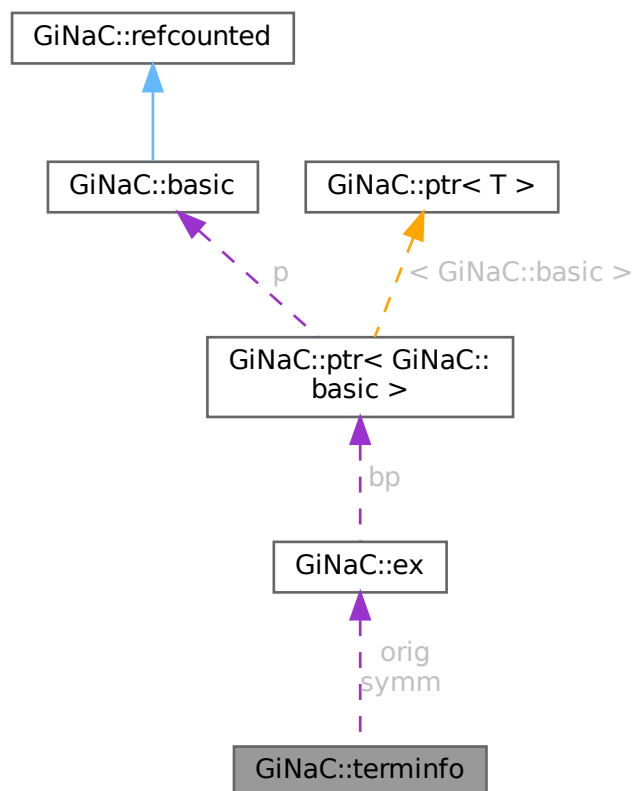 GiNaC::refcounted
GiNaC::basic
GiNaC::ptr< T >
p
< GiNaC::basic >
GiNaC::ptr< GiNaC::
basic >
bp
GiNaC::ex
orig
symm
GiNaC::terminfo